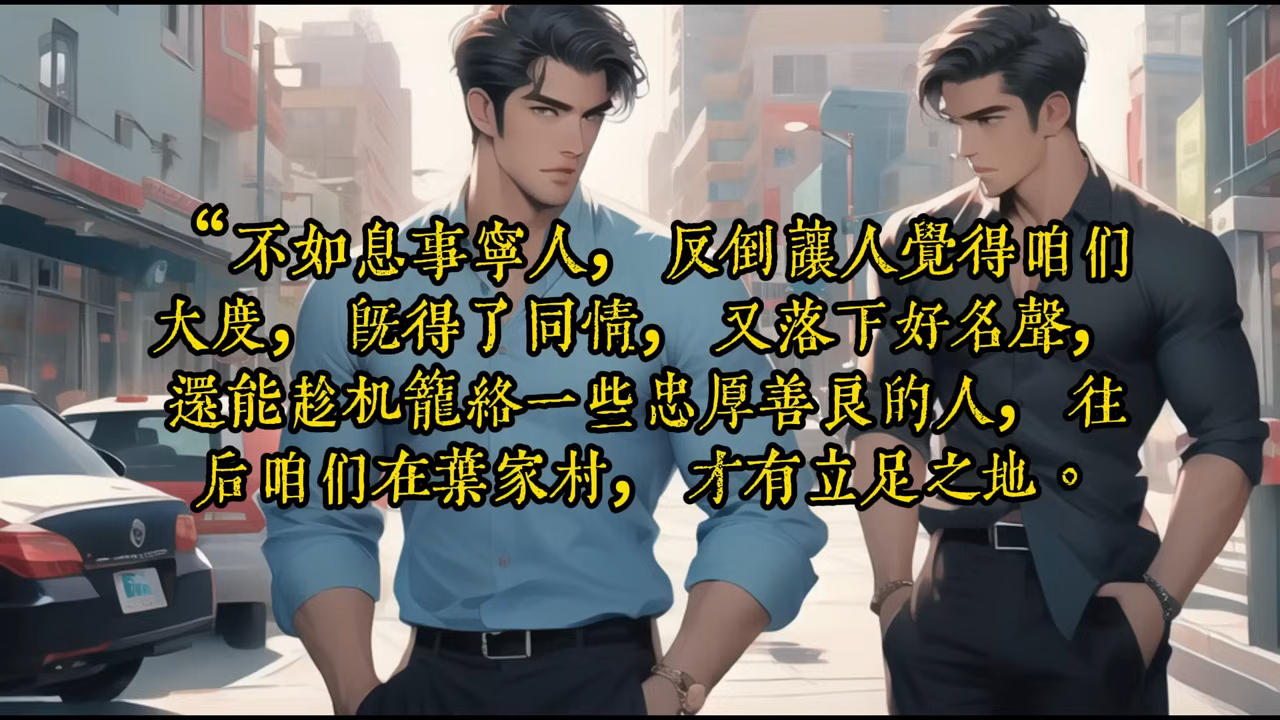 “不如息事寧人, 反倒讓人覺得咱们
大度, 既得了同情, 又落下好名聲,
還能趁机籠絡一些忠厚善良的人, 往
后咱们在葉家村, 才有立足之地。